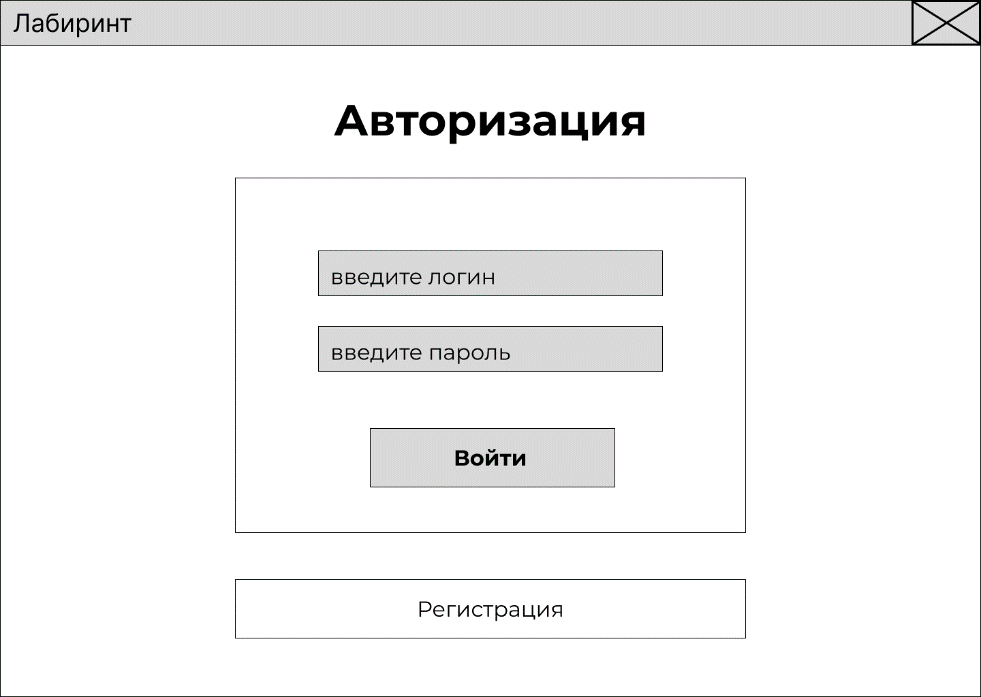 Лабиринт
Авторизация
введите логин
введите пароль
Войти
Регистрация